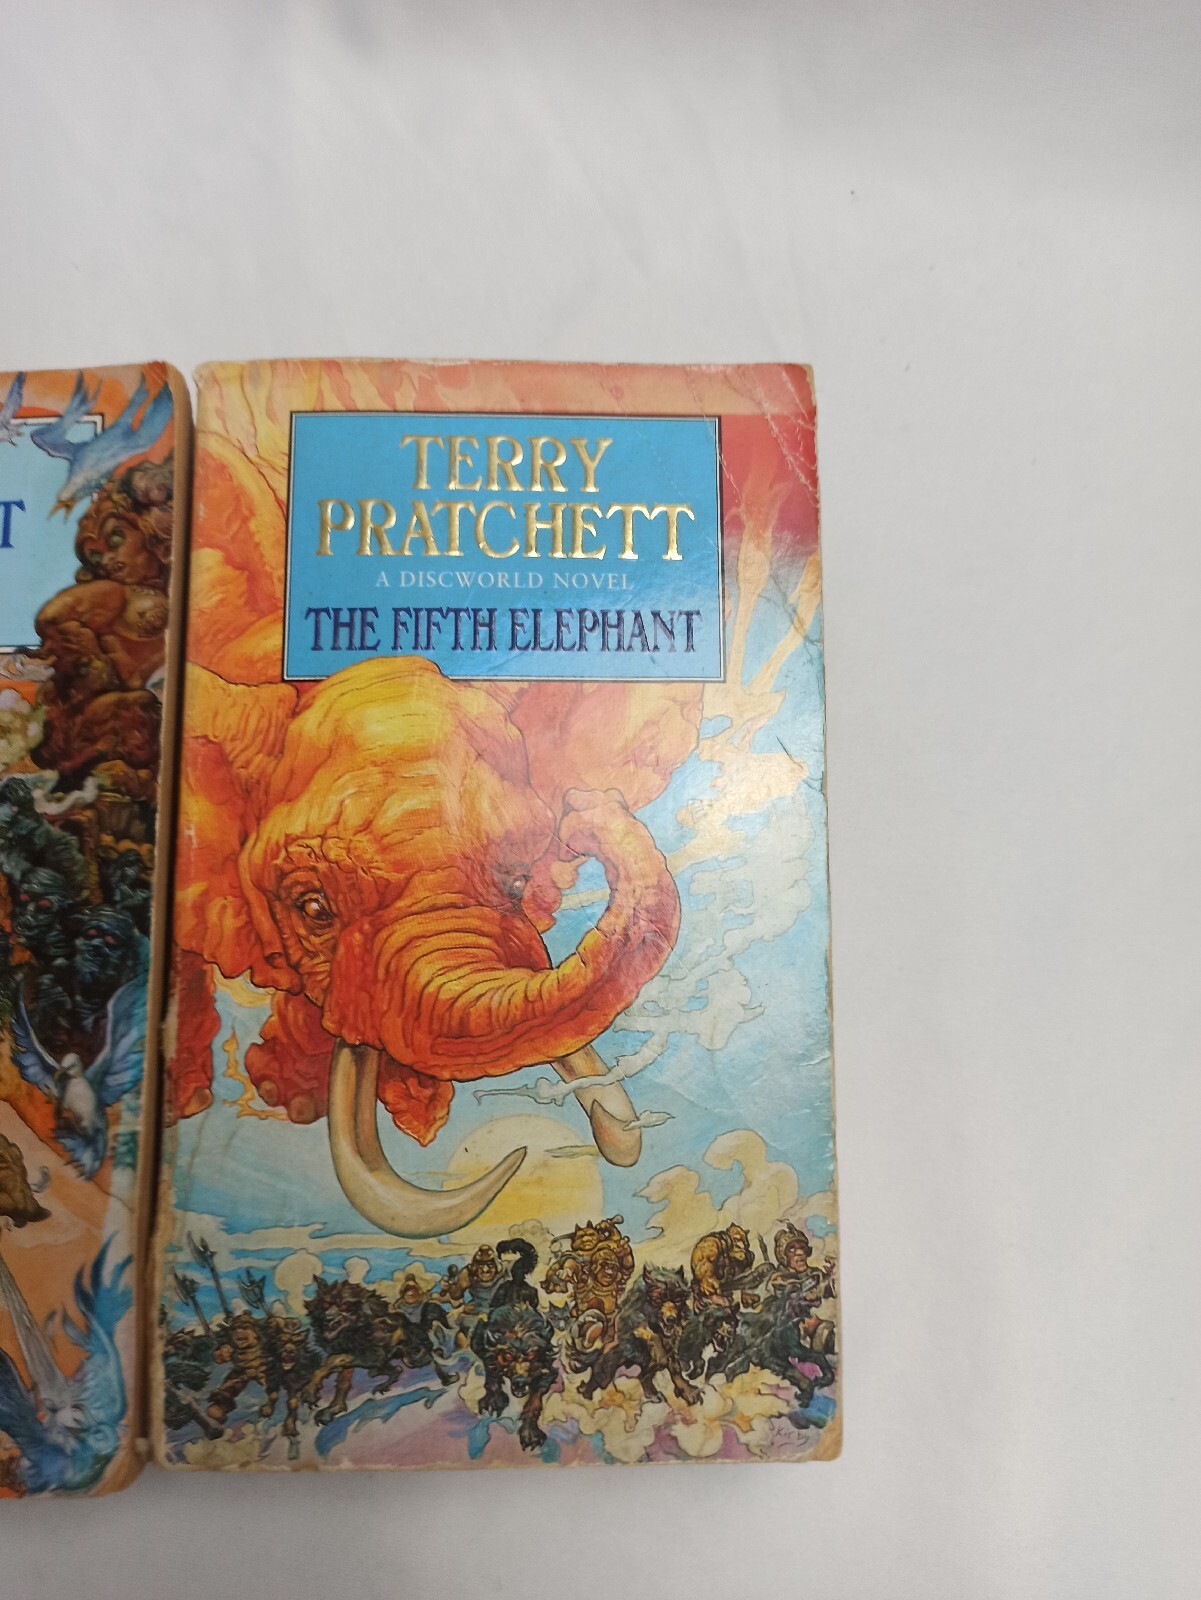 T
TERRY
PRATCHETT
A DISCWORLD NOVEL
THE FIFTH ELEPHANT